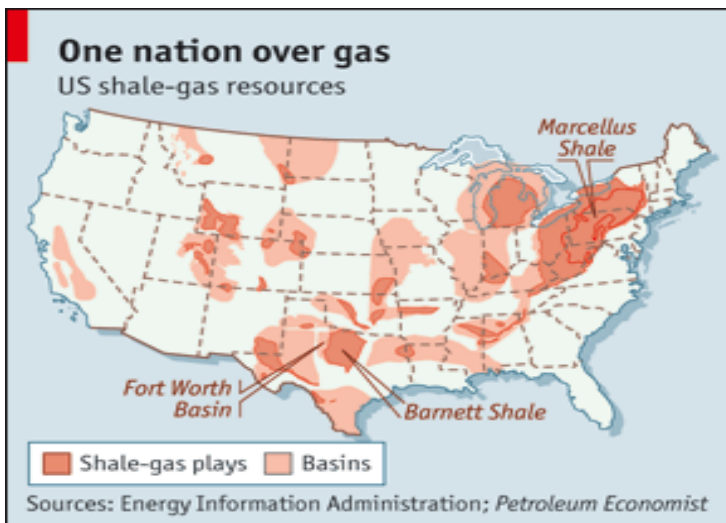 One nation over gas
US shale-gas resources
Marcellus
Shale
Fort Worth
Basin
Barnett Shale
Shale-gas plays
Basins
Sources: Energy Information Administration; Petroleum Economist